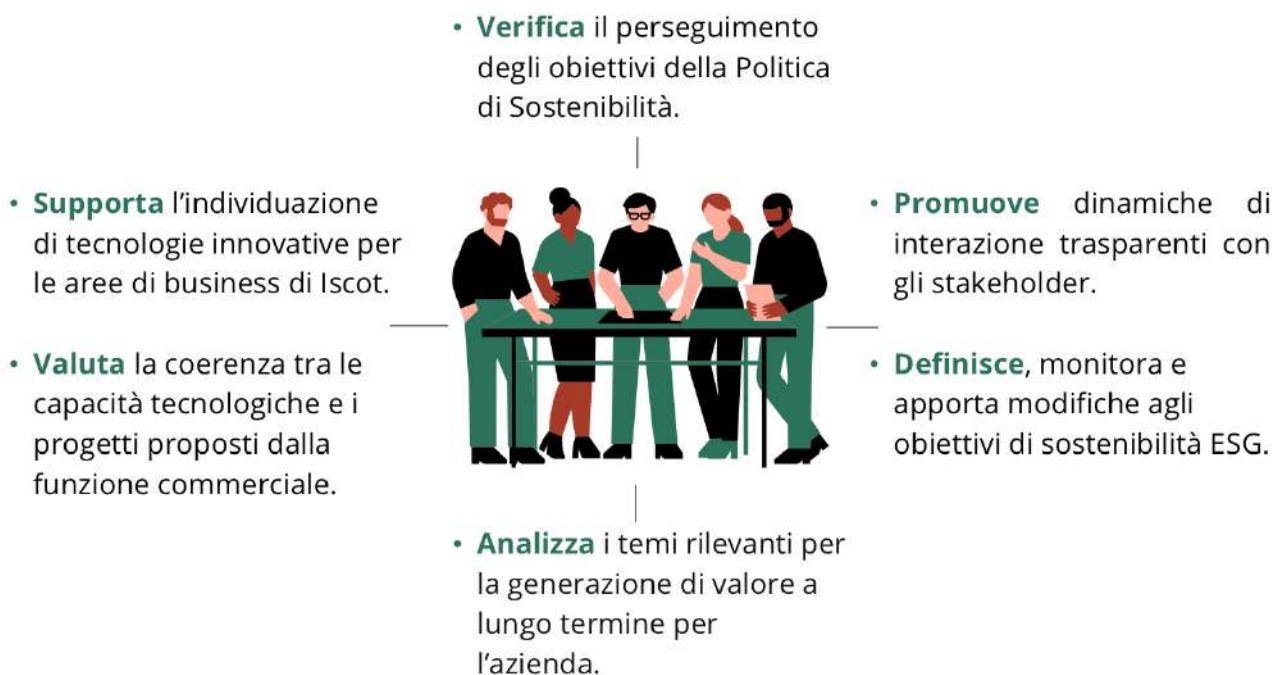 • Verifica il perseguimento
degli obiettivi della Politica
di Sostenibilità.
• Supporta l'individuazione
di tecnologie innovative per
le aree di business di Iscot.
• Valuta la coerenza tra le
capacità tecnologiche e i
progetti proposti dalla
funzione commerciale.
• Promuove dinamiche di
interazione trasparenti con
gli stakeholder.
• Definisce, monitora e
apporta modifiche agli
obiettivi di sostenibilità ESG.
• Analizza i temi rilevanti per
la generazione di valore a
lungo termine per
l'azienda.